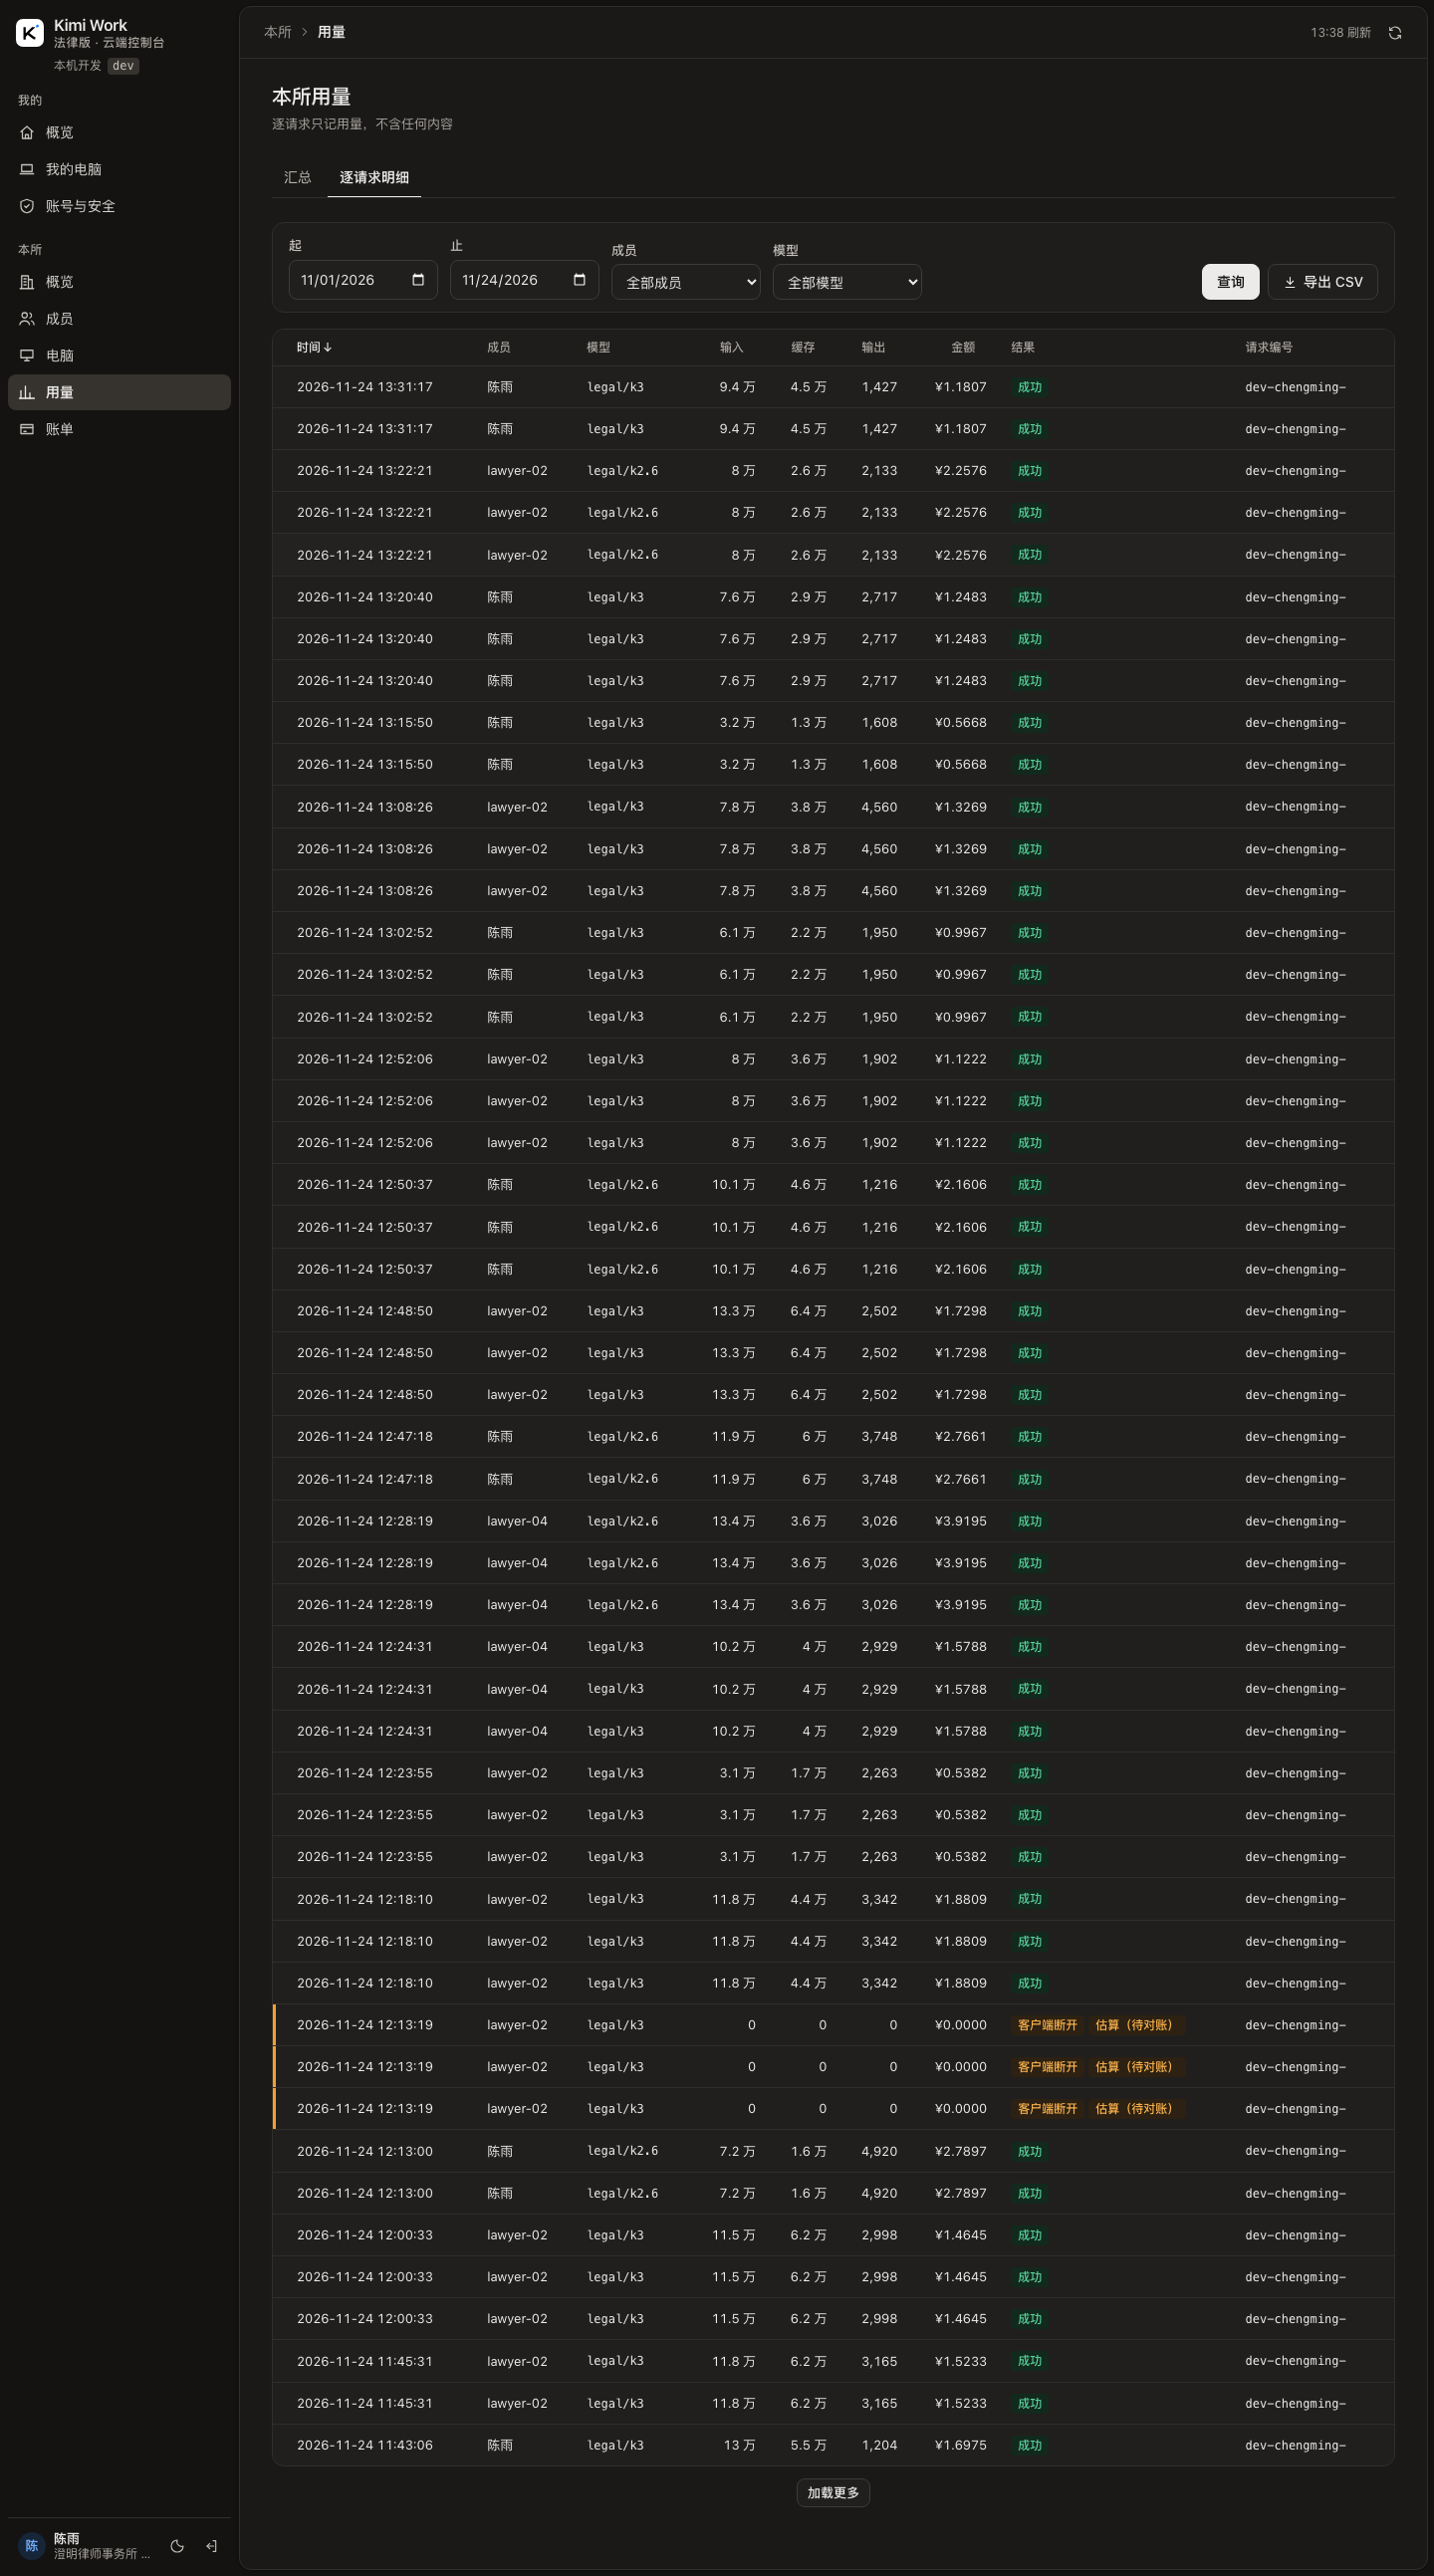 Kimi Work
法律版 · 云端控制台
本机开发 dev
我的
概览
我的电脑
账号与安全
本所
概览
成员
电脑
用量
账单
陈 陈雨
澄明律师事务所 ...
本所 > 用量
13:38 刷新
本所用量
逐请求只记用量，不含任何内容
汇总 逐请求明细
起 止 成员 模型
11/01/2026 11/24/2026 全部成员 全部模型 查询 导出 CSV
时间↓ 成员 模型 输入 缓存 输出 金额 结果 请求编号
2026-11-24 13:31:17 陈雨 legal/k3 9.4 万 4.5 万 1,427 ¥1.1807 成功 dev-chengming-
2026-11-24 13:31:17 陈雨 legal/k3 9.4 万 4.5 万 1,427 ¥1.1807 成功 dev-chengming-
2026-11-24 13:22:21 lawyer-02 legal/k2.6 8 万 2.6 万 2,133 ¥2.2576 成功 dev-chengming-
2026-11-24 13:22:21 lawyer-02 legal/k2.6 8 万 2.6 万 2,133 ¥2.2576 成功 dev-chengming-
2026-11-24 13:22:21 lawyer-02 legal/k2.6 8 万 2.6 万 2,133 ¥2.2576 成功 dev-chengming-
2026-11-24 13:20:40 陈雨 legal/k3 7.6 万 2.9 万 2,717 ¥1.2483 成功 dev-chengming-
2026-11-24 13:20:40 陈雨 legal/k3 7.6 万 2.9 万 2,717 ¥1.2483 成功 dev-chengming-
2026-11-24 13:20:40 陈雨 legal/k3 7.6 万 2.9 万 2,717 ¥1.2483 成功 dev-chengming-
2026-11-24 13:15:50 陈雨 legal/k3 3.2 万 1.3 万 1,608 ¥0.5668 成功 dev-chengming-
2026-11-24 13:15:50 陈雨 legal/k3 3.2 万 1.3 万 1,608 ¥0.5668 成功 dev-chengming-
2026-11-24 13:08:26 lawyer-02 legal/k3 7.8 万 3.8 万 4,560 ¥1.3269 成功 dev-chengming-
2026-11-24 13:08:26 lawyer-02 legal/k3 7.8 万 3.8 万 4,560 ¥1.3269 成功 dev-chengming-
2026-11-24 13:08:26 lawyer-02 legal/k3 7.8 万 3.8 万 4,560 ¥1.3269 成功 dev-chengming-
2026-11-24 13:02:52 陈雨 legal/k3 6.1 万 2.2 万 1,950 ¥0.9967 成功 dev-chengming-
2026-11-24 13:02:52 陈雨 legal/k3 6.1 万 2.2 万 1,950 ¥0.9967 成功 dev-chengming-
2026-11-24 13:02:52 陈雨 legal/k3 6.1 万 2.2 万 1,950 ¥0.9967 成功 dev-chengming-
2026-11-24 12:52:06 lawyer-02 legal/k3 8 万 3.6 万 1,902 ¥1.1222 成功 dev-chengming-
2026-11-24 12:52:06 lawyer-02 legal/k3 8 万 3.6 万 1,902 ¥1.1222 成功 dev-chengming-
2026-11-24 12:52:06 lawyer-02 legal/k3 8 万 3.6 万 1,902 ¥1.1222 成功 dev-chengming-
2026-11-24 12:50:37 陈雨 legal/k2.6 10.1 万 4.6 万 1,216 ¥2.1606 成功 dev-chengming-
2026-11-24 12:50:37 陈雨 legal/k2.6 10.1 万 4.6 万 1,216 ¥2.1606 成功 dev-chengming-
2026-11-24 12:50:37 陈雨 legal/k2.6 10.1 万 4.6 万 1,216 ¥2.1606 成功 dev-chengming-
2026-11-24 12:48:50 lawyer-02 legal/k3 13.3 万 6.4 万 2,502 ¥1.7298 成功 dev-chengming-
2026-11-24 12:48:50 lawyer-02 legal/k3 13.3 万 6.4 万 2,502 ¥1.7298 成功 dev-chengming-
2026-11-24 12:48:50 lawyer-02 legal/k3 13.3 万 6.4 万 2,502 ¥1.7298 成功 dev-chengming-
2026-11-24 12:47:18 陈雨 legal/k2.6 11.9 万 6 万 3,748 ¥2.7661 成功 dev-chengming-
2026-11-24 12:47:18 陈雨 legal/k2.6 11.9 万 6 万 3,748 ¥2.7661 成功 dev-chengming-
2026-11-24 12:28:19 lawyer-04 legal/k2.6 13.4 万 3.6 万 3,026 ¥3.9195 成功 dev-chengming-
2026-11-24 12:28:19 lawyer-04 legal/k2.6 13.4 万 3.6 万 3,026 ¥3.9195 成功 dev-chengming-
2026-11-24 12:28:19 lawyer-04 legal/k2.6 13.4 万 3.6 万 3,026 ¥3.9195 成功 dev-chengming-
2026-11-24 12:24:31 lawyer-04 legal/k3 10.2 万 4 万 2,929 ¥1.5788 成功 dev-chengming-
2026-11-24 12:24:31 lawyer-04 legal/k3 10.2 万 4 万 2,929 ¥1.5788 成功 dev-chengming-
2026-11-24 12:24:31 lawyer-04 legal/k3 10.2 万 4 万 2,929 ¥1.5788 成功 dev-chengming-
2026-11-24 12:23:55 lawyer-02 legal/k3 3.1 万 1.7 万 2,263 ¥0.5382 成功 dev-chengming-
2026-11-24 12:23:55 lawyer-02 legal/k3 3.1 万 1.7 万 2,263 ¥0.5382 成功 dev-chengming-
2026-11-24 12:23:55 lawyer-02 legal/k3 3.1 万 1.7 万 2,263 ¥0.5382 成功 dev-chengming-
2026-11-24 12:18:10 lawyer-02 legal/k3 11.8 万 4.4 万 3,342 ¥1.8809 成功 dev-chengming-
2026-11-24 12:18:10 lawyer-02 legal/k3 11.8 万 4.4 万 3,342 ¥1.8809 成功 dev-chengming-
2026-11-24 12:18:10 lawyer-02 legal/k3 11.8 万 4.4 万 3,342 ¥1.8809 成功 dev-chengming-
2026-11-24 12:13:19 lawyer-02 legal/k3 0 0 0 ¥0.0000 客户端断开 估算（待对账） dev-chengming-
2026-11-24 12:13:19 lawyer-02 legal/k3 0 0 0 ¥0.0000 客户端断开 估算（待对账） dev-chengming-
2026-11-24 12:13:19 lawyer-02 legal/k3 0 0 0 ¥0.0000 客户端断开 估算（待对账） dev-chengming-
2026-11-24 12:13:00 陈雨 legal/k2.6 7.2 万 1.6 万 4,920 ¥2.7897 成功 dev-chengming-
2026-11-24 12:13:00 陈雨 legal/k2.6 7.2 万 1.6 万 4,920 ¥2.7897 成功 dev-chengming-
2026-11-24 12:00:33 lawyer-02 legal/k3 11.5 万 6.2 万 2,998 ¥1.4645 成功 dev-chengming-
2026-11-24 12:00:33 lawyer-02 legal/k3 11.5 万 6.2 万 2,998 ¥1.4645 成功 dev-chengming-
2026-11-24 12:00:33 lawyer-02 legal/k3 11.5 万 6.2 万 2,998 ¥1.4645 成功 dev-chengming-
2026-11-24 11:45:31 lawyer-02 legal/k3 11.8 万 6.2 万 3,165 ¥1.5233 成功 dev-chengming-
2026-11-24 11:45:31 lawyer-02 legal/k3 11.8 万 6.2 万 3,165 ¥1.5233 成功 dev-chengming-
2026-11-24 11:43:06 陈雨 legal/k3 13 万 5.5 万 1,204 ¥1.6975 成功 dev-chengming-
加载更多